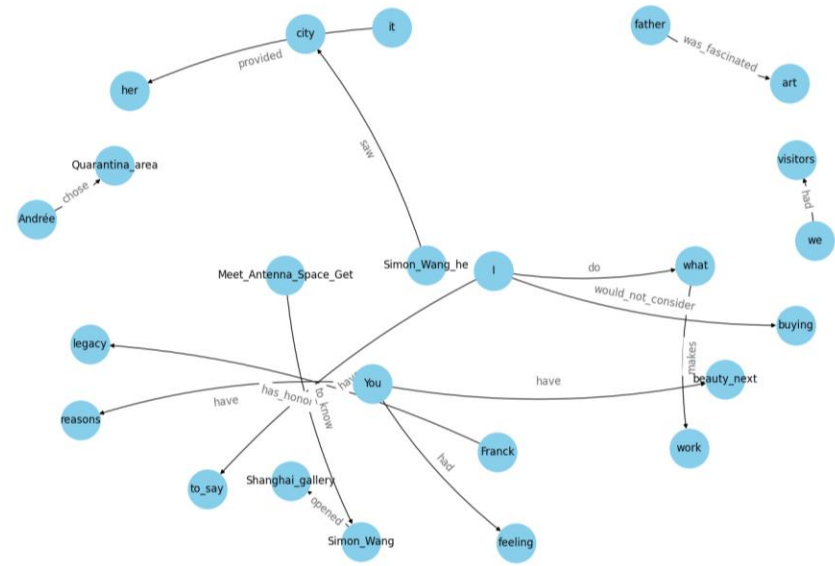 father
it
city
was_fascinated
provided
art
her
saw
visitors
Quarantina_area
chose
had
Andrée
we
Simon_Wang_he
I
do
what
Meet_Antenna_Space_Get
would_not_consider
buying
legacy
makes
You
have
beauty_next
have
has_honor
to_know
have
reasons
work
Franck
had
to_say
Shanghai_gallery
opened
Simon_Wang
feeling